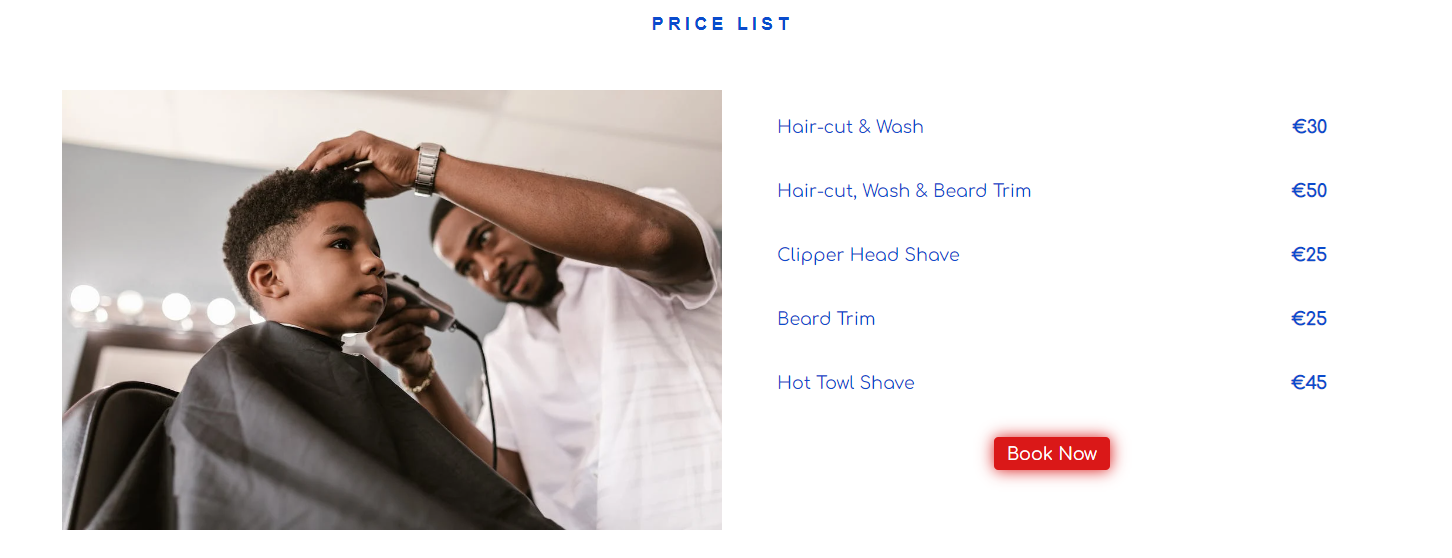 PRICE LIST
Hair-cut & Wash €30
Hair-cut, Wash & Beard Trim €50
Clipper Head Shave €25
Beard Trim €25
Hot Towl Shave €45
Book Now